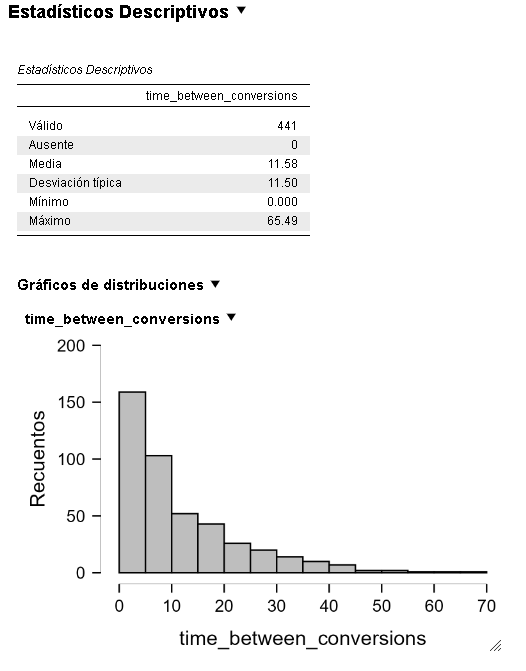 Estadísticos Descriptivos ▼
Estadísticos Descriptivos
time_between_conversions
Válido 441
Ausente 0
Media 11.58
Desviación típica 11.50
Mínimo 0.000
Máximo 65.49
Gráficos de distribuciones ▼
time_between_conversions ▼
200
150
100
50
0
Recuentos
0 10 20 30 40 50 60 70
time_between_conversions